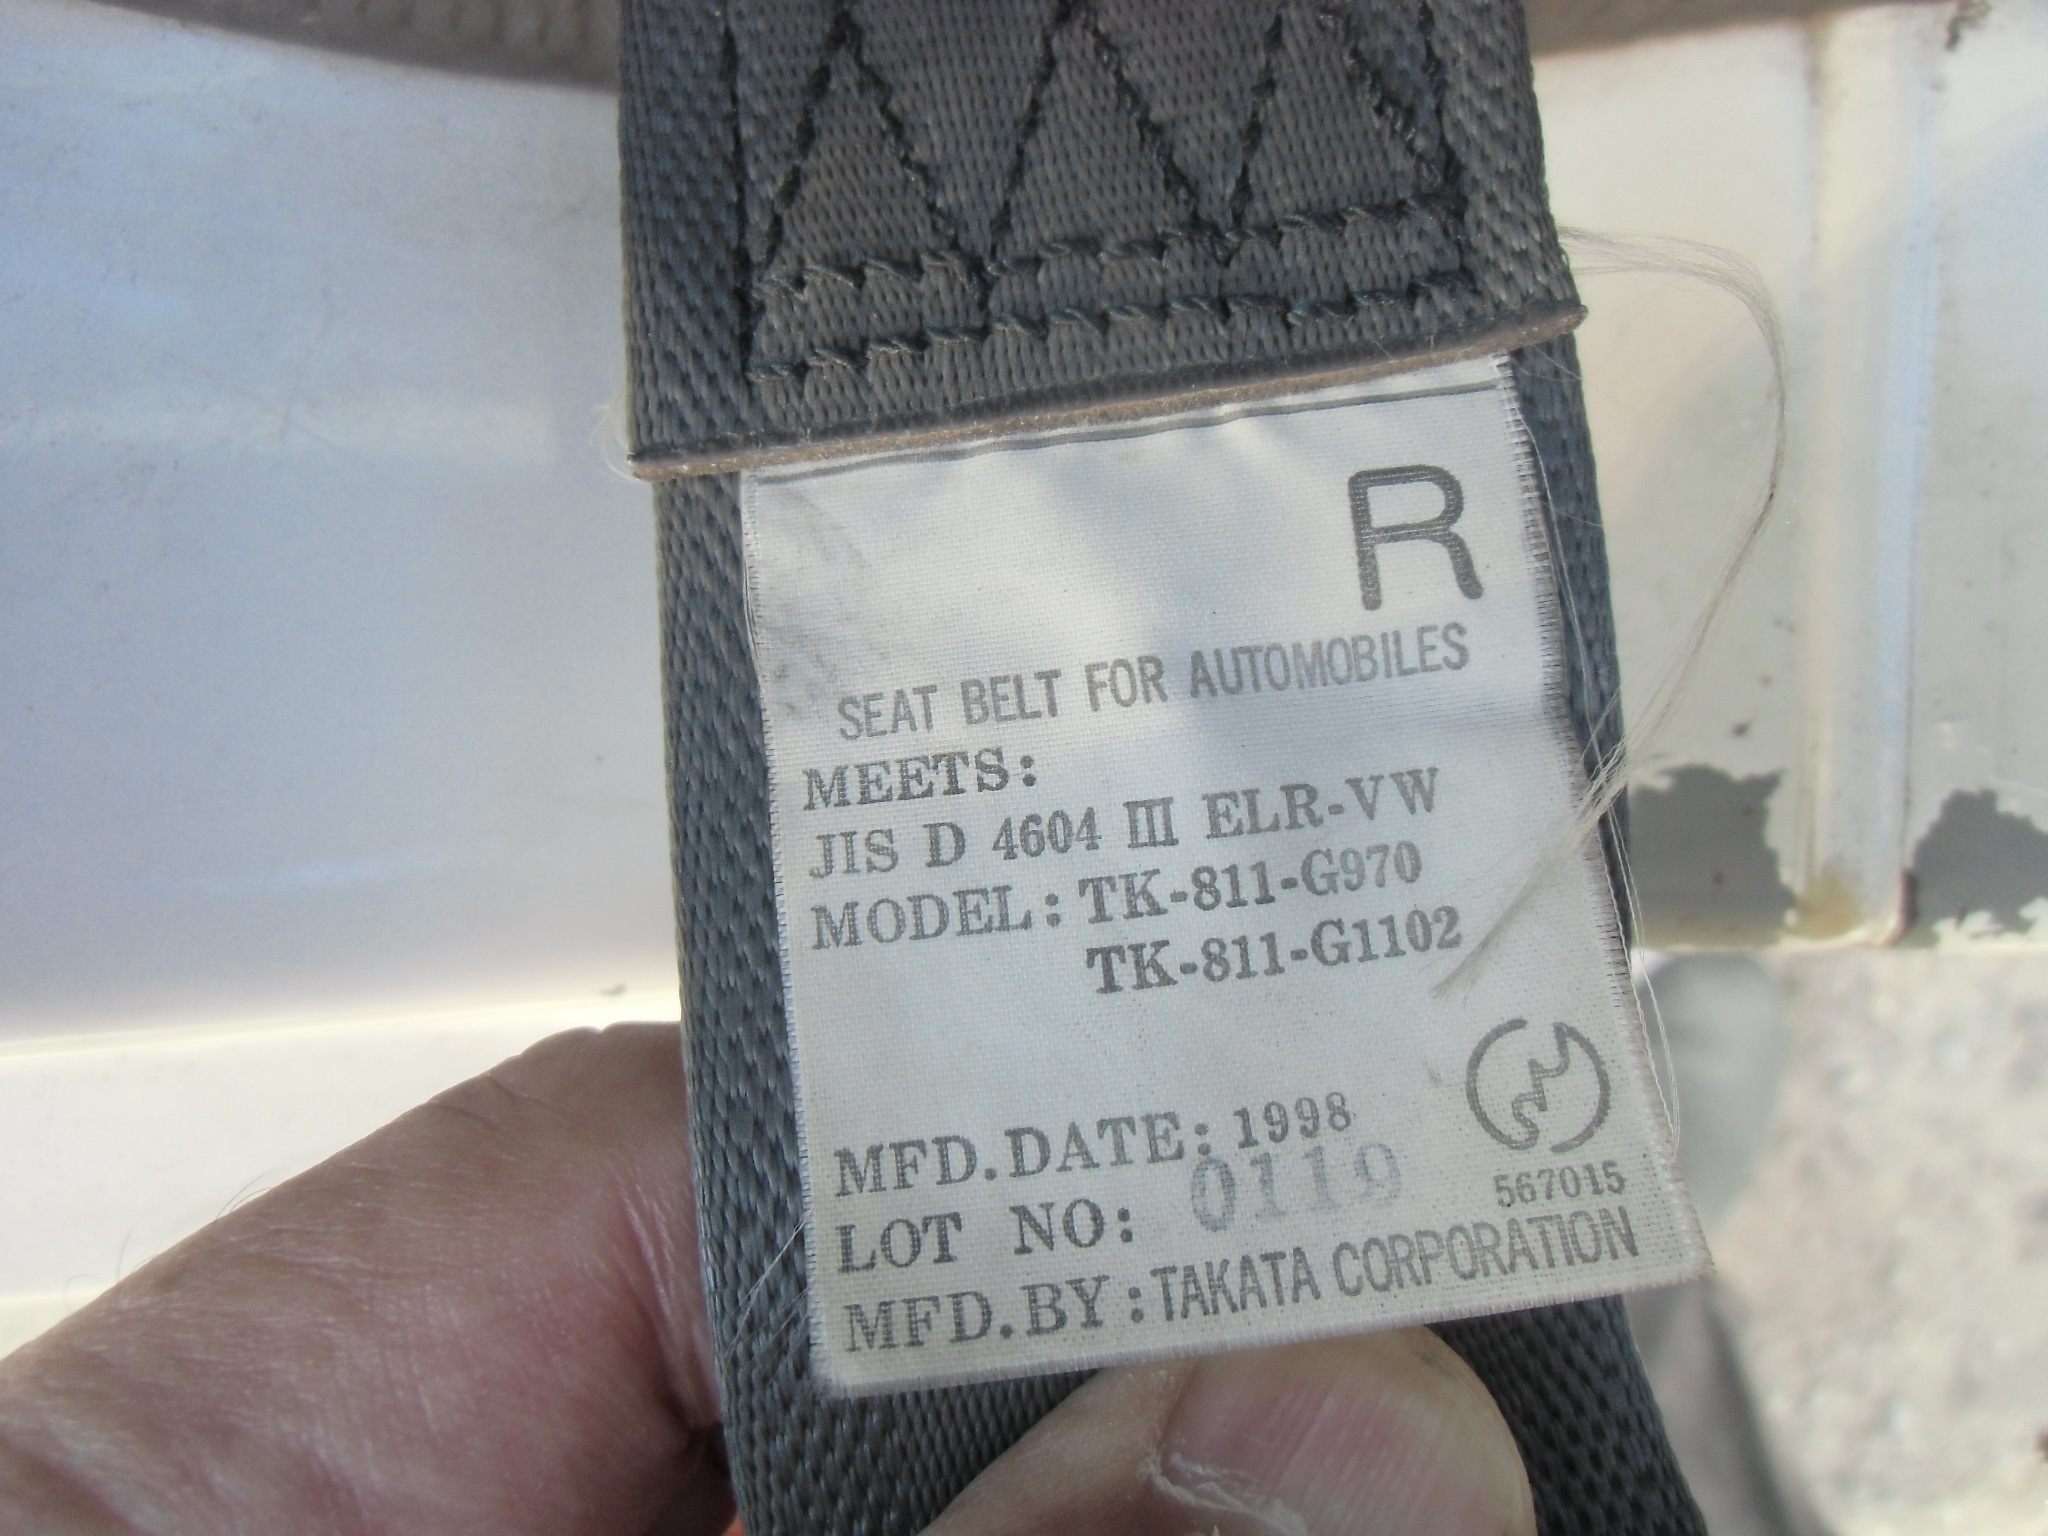 R
SEAT BELT FOR AUTOMOBILES
MEETS:
JIS D 4604 III ELR-VW
MODEL: TK-811-G970
TK-811-G1102
MFD.DATE: 1998
LOT NO: 0119
567015
MFD.BY: TAKATA CORPORATION